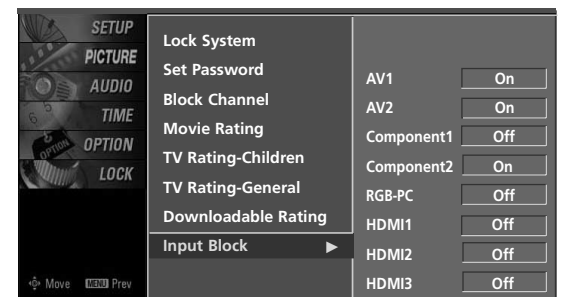 SETUP
PICTURE
AUDIO
TIME
OPTION
LOCK
Move MENU Prev
Lock System
Set Password
Block Channel
Movie Rating
TV Rating-Children
TV Rating-General
Downloadable Rating
Input Block ▶
AV1 On
AV2 On
Component1 Off
Component2 On
RGB-PC Off
HDMI1 Off
HDMI2 Off
HDMI3 Off